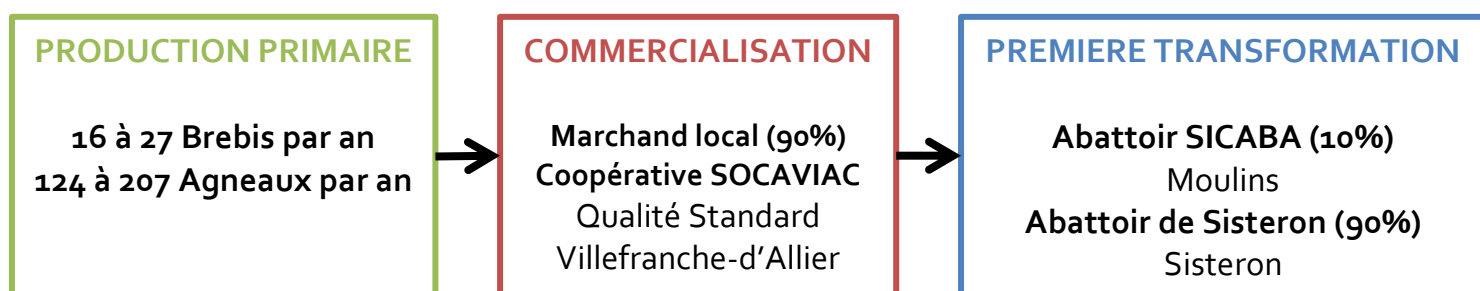 PRODUCTION PRIMAIRE
16 à 27 Brebis par an
124 à 207 Agneaux par an
COMMERCIALISATION
Marchand local (90%)
Coopérative SOCAVIAC
Qualité Standard
Villefranche-d’Allier
PREMIERE TRANSFORMATION
Abattoir SICABA (10%)
Moulins
Abattoir de Sisteron (90%)
Sisteron